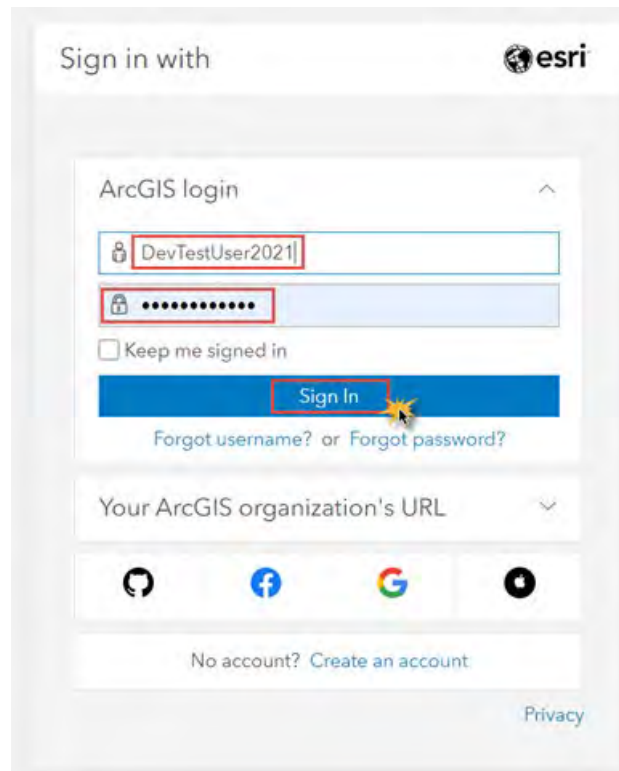 Sign in with
esri
ArcGIS login
DevTestUser2021
••••••••••••
Keep me signed in
Sign In
Forgot username? or Forgot password?
Your ArcGIS organization's URL
No account? Create an account
Privacy